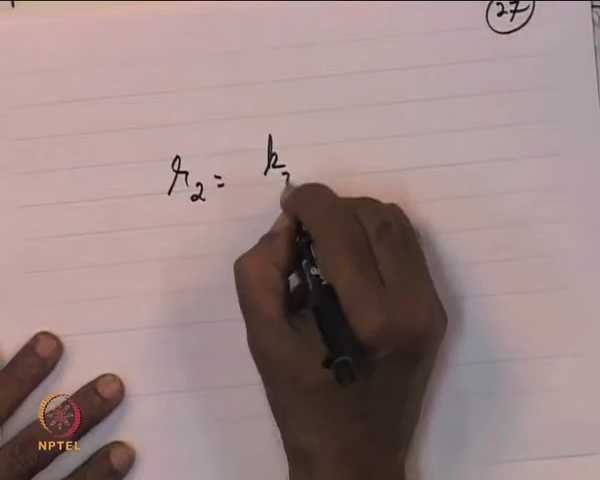 27
r₂ = k₂
NPTEL